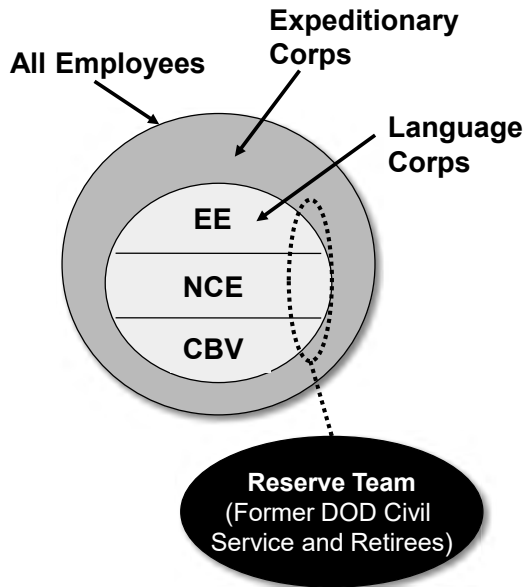 Expeditionary
Corps
All Employees
Language
Corps
EE
NCE
CBV
Reserve Team
(Former DOD Civil
Service and Retirees)